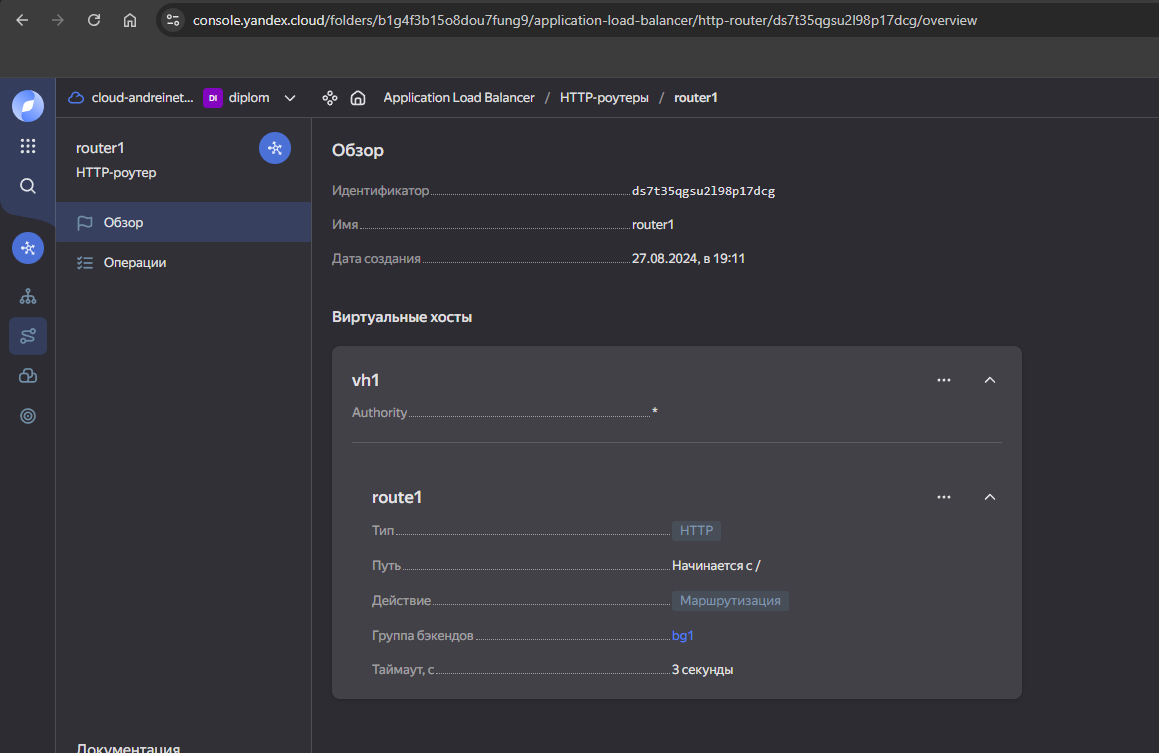 console.yandex.cloud/folders/b1g4f3b15o8dou7fung9/application-load-balancer/http-router/ds7t35qgsu2l98p17dcg/overview
cloud-andreinet... DI diplom Application Load Balancer / HTTP-роутеры / router1
router1
HTTP-роутер
Обзор
Операции
Документация
Обзор
Идентификатор ds7t35qgsu2l98p17dcg
Имя router1
Дата создания 27.08.2024, в 19:11
Виртуальные хосты
vh1
Authority *
route1
Тип HTTP
Путь Начинается с /
Действие Маршрутизация
Группа бэкендов bg1
Таймаут, с 3 секунды